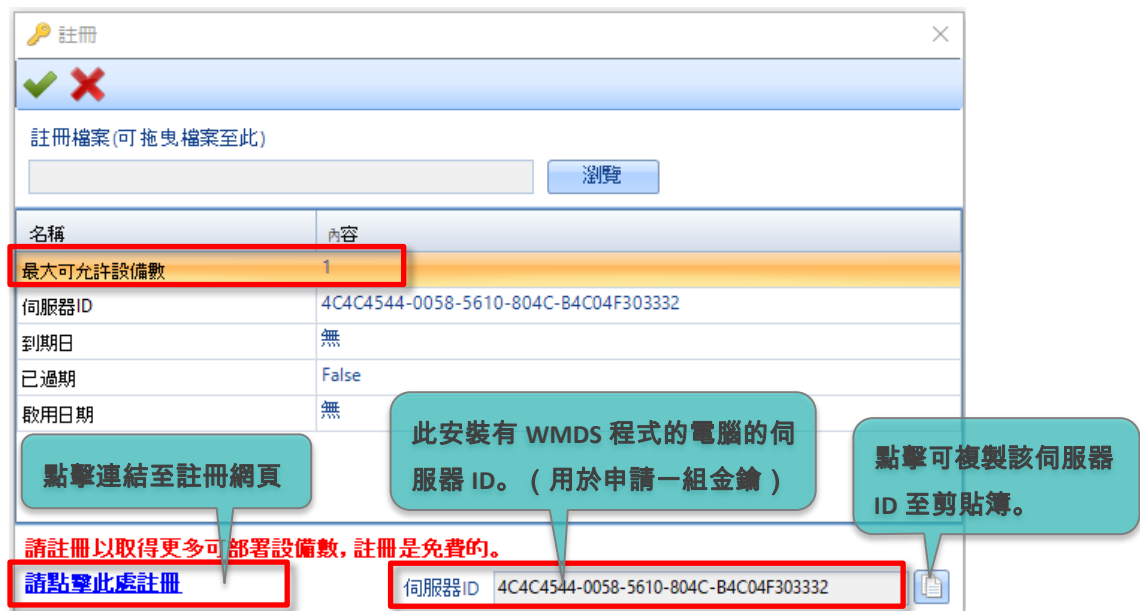 註冊
註冊檔案(可拖曳檔案至此)
瀏覽
名稱 內容
最大可允許設備數 1
伺服器ID 4C4C4544-0058-5610-804C-B4C04F303332
到期日 無
已過期 False
啟用日期 無
點擊連結至註冊網頁
此安裝有 WMDS 程式的電腦的伺
服器 ID。（用於申請一組金鑰）
點擊可複製該伺服器
ID 至剪貼簿。
請註冊以取得更多可部署設備數, 註冊是免費的。
請點擊此處註冊
伺服器ID 4C4C4544-0058-5610-804C-B4C04F303332